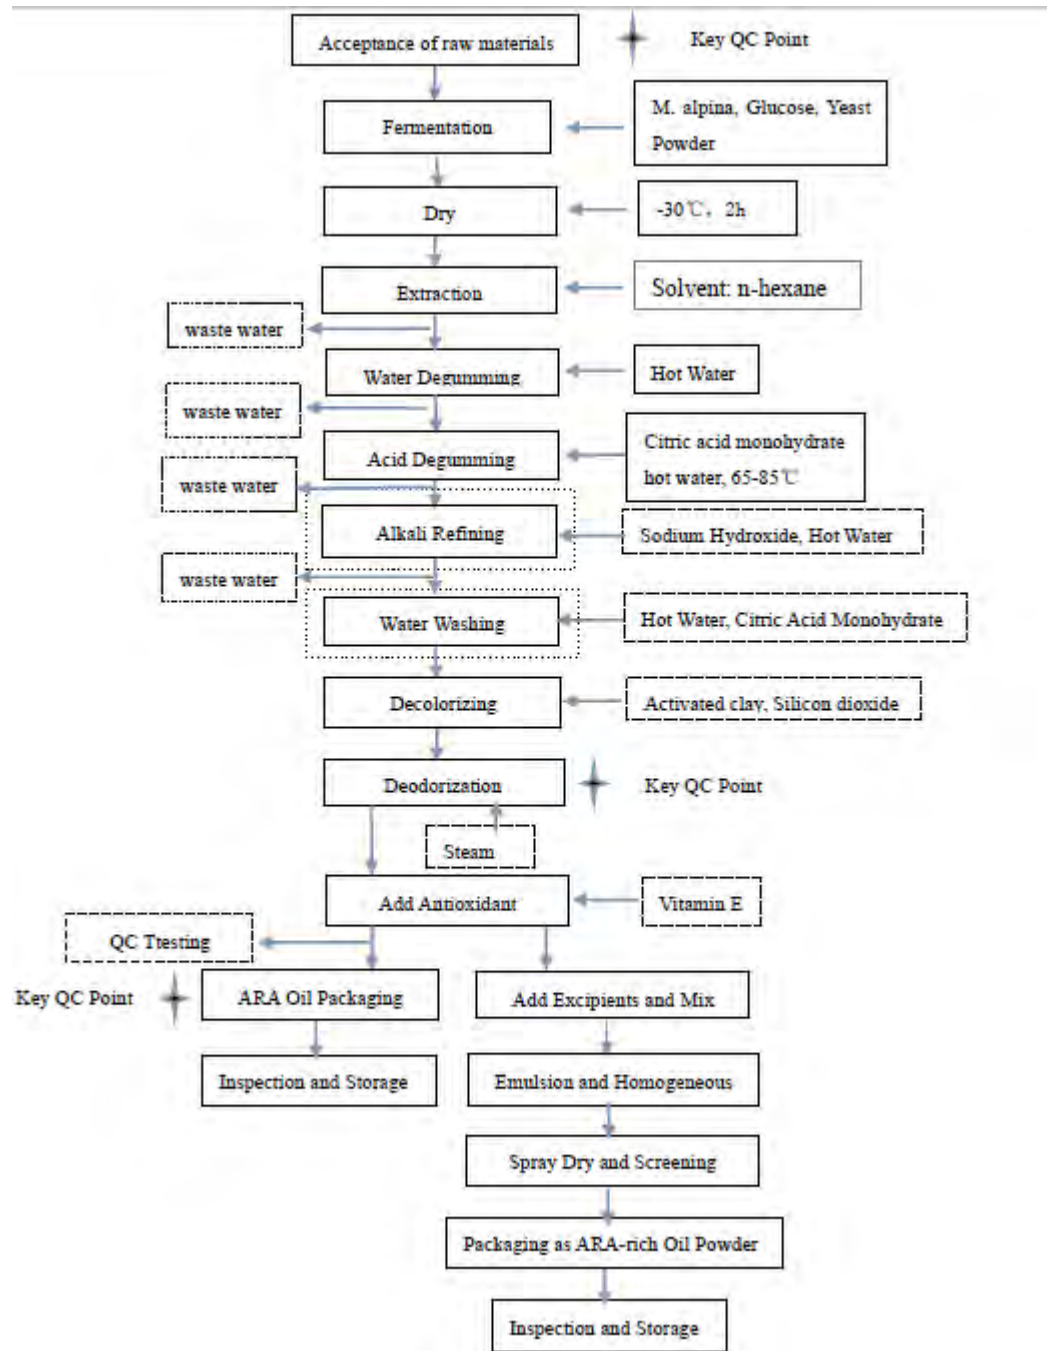 Acceptance of raw materials
Key QC Point
Fermentation
M. alpina, Glucose, Yeast
Powder
Dry
-30℃, 2h
Extraction
Solvent: n-hexane
waste water
Water Degumming
Hot Water
waste water
Acid Degumming
Citric acid monohydrate
hot water, 65-85℃
waste water
Alkali Refining
Sodium Hydroxide, Hot Water
waste water
Water Washing
Hot Water, Citric Acid Monohydrate
Decolorizing
Activated clay, Silicon dioxide
Deodorization
Key QC Point
Steam
Add Antioxidant
Vitamin E
QC Ttesting
Key QC Point
ARA Oil Packaging
Add Excipients and Mix
Inspection and Storage
Emulsion and Homogeneous
Spray Dry and Screening
Packaging as ARA-rich Oil Powder
Inspection and Storage